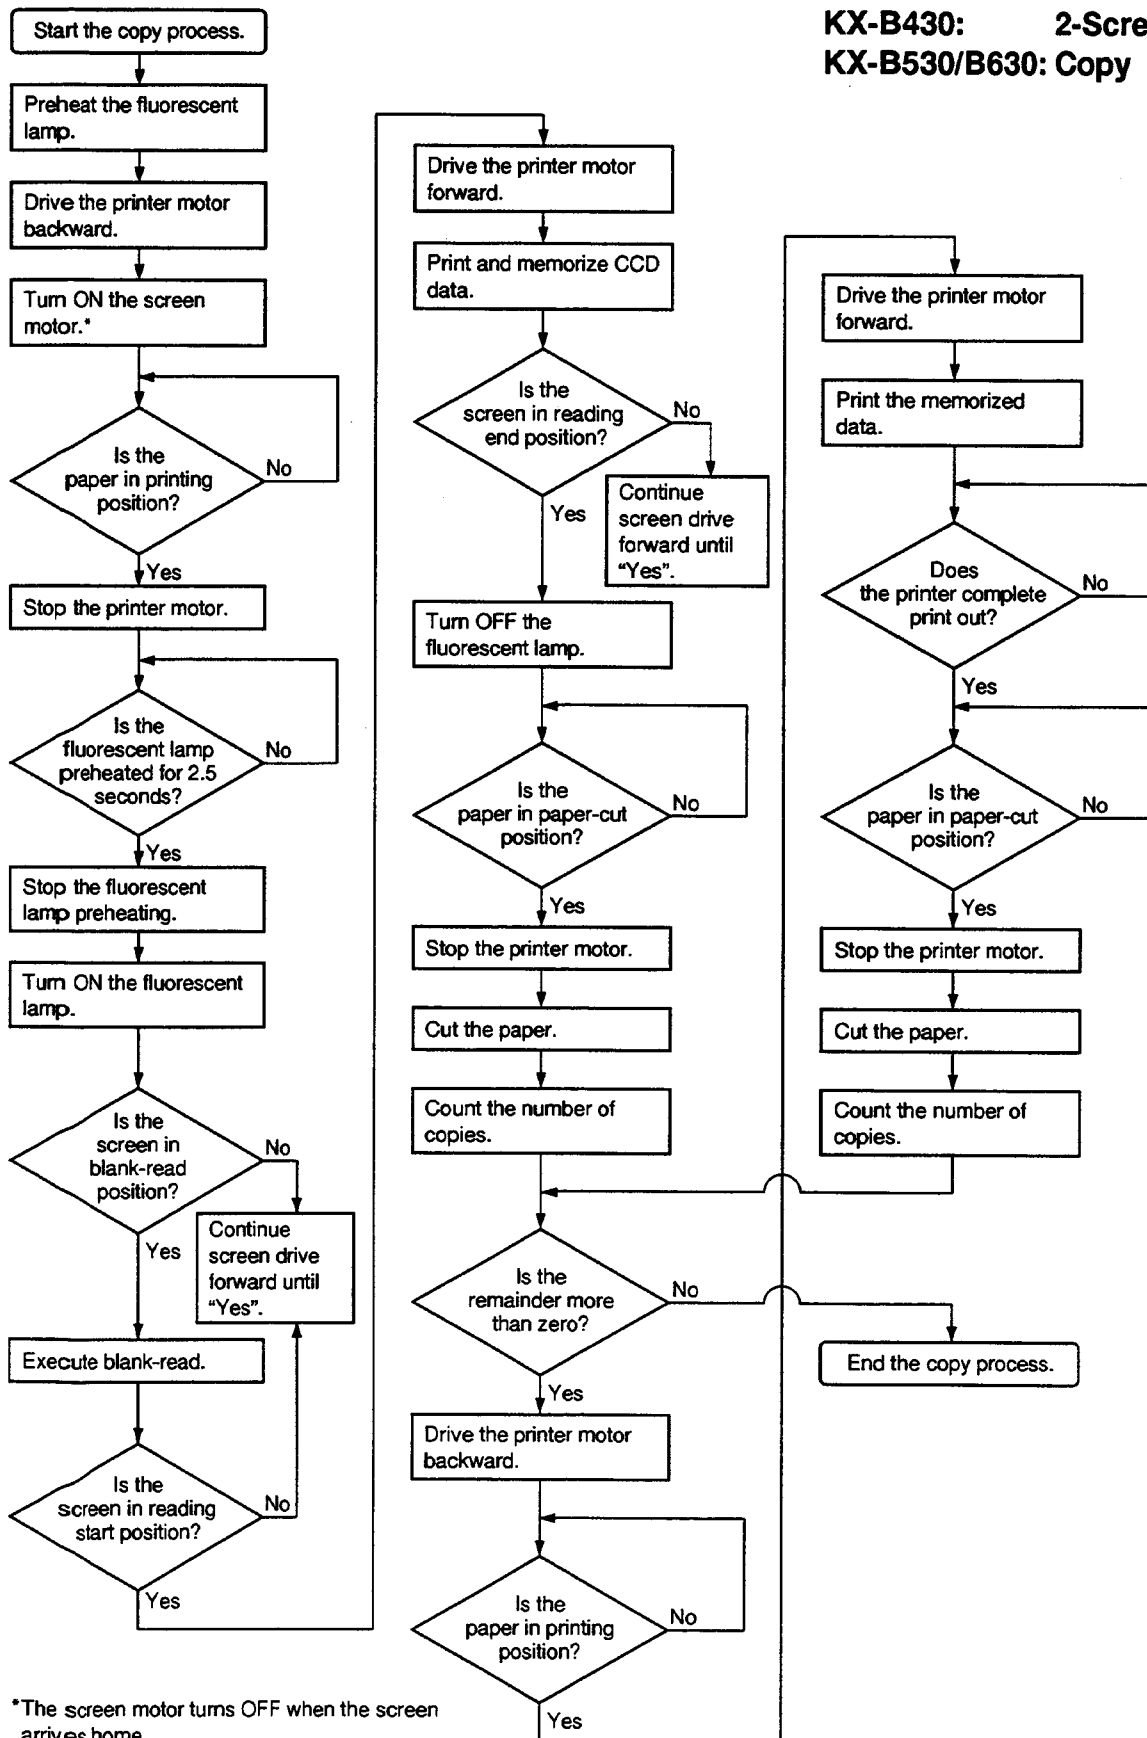 KX-B430: 2-Scre
KX-B530/B630: Copy
Start the copy process.
Preheat the fluorescent
lamp.
Drive the printer motor
backward.
Turn ON the screen
motor.*
Is the
paper in printing
position?
No
Yes
Stop the printer motor.
Is the
fluorescent lamp
preheated for 2.5
seconds?
No
Yes
Stop the fluorescent
lamp preheating.
Turn ON the fluorescent
lamp.
Is the
screen in
blank-read
position?
No
Yes
Continue
screen drive
forward until
“Yes”.
Execute blank-read.
Is the
screen in reading
start position?
No
Yes
*The screen motor turns OFF when the screen
arrives home
Drive the printer motor
forward.
Print and memorize CCD
data.
Is the
screen in reading
end position?
No
Yes
Continue
screen drive
forward until
“Yes”.
Turn OFF the
fluorescent lamp.
Is the
paper in paper-cut
position?
No
Yes
Stop the printer motor.
Cut the paper.
Count the number of
copies.
Is the
remainder more
than zero?
No
Yes
Drive the printer motor
backward.
Is the
paper in printing
position?
No
Yes
Drive the printer motor
forward.
Print the memorized
data.
Does
the printer complete
print out?
No
Yes
Is the
paper in paper-cut
position?
No
Yes
Stop the printer motor.
Cut the paper.
Count the number of
copies.
End the copy process.